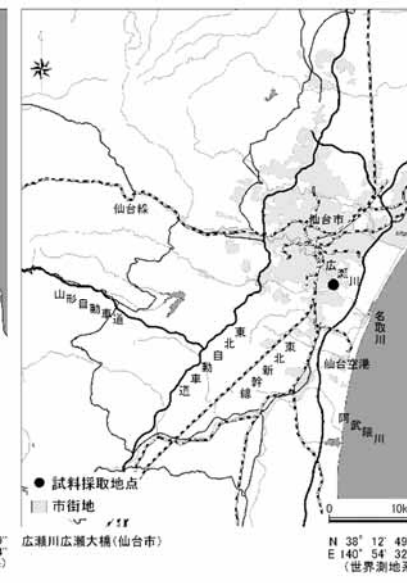 仙台線
仙台市
広瀬川
山形自動車道
東北自動車道
東北新幹線
名取川
仙台空港
阿武隈川
●試料採取地点
市街地
0 10k
広瀬川広瀬大橋(仙台市)
N 38° 12′ 49
E 140° 54′ 32
(世界測地系